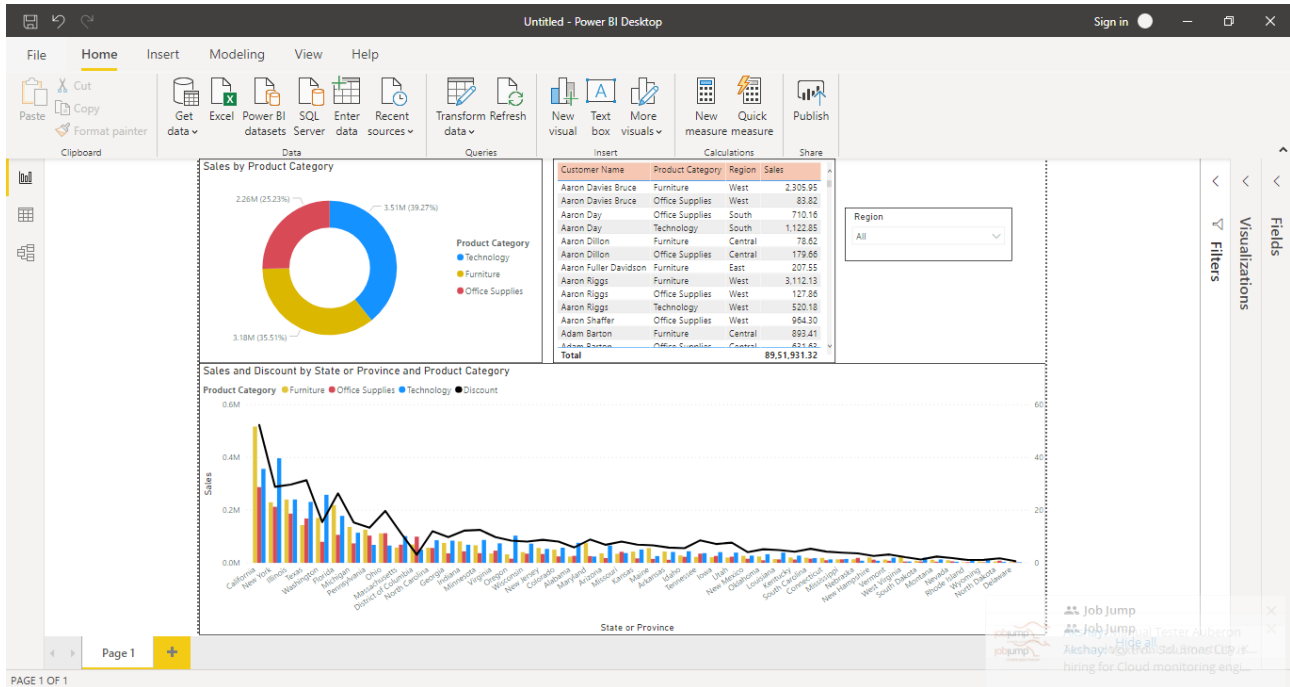 Untitled - Power BI Desktop
Sign in
File Home Insert Modeling View Help
Paste
Cut
Copy
Format painter
Get data
Excel
Power BI datasets
SQL Server
Enter data
Recent sources
Transform data
Refresh
New visual
Text box
A
More visuals
New measure
Quick measure
Publish
Clipboard Data Queries Insert Calculations Share
Sales by Product Category
2.26M (25.23%)
3.51M (39.27%)
3.18M (35.51%)
Product Category
Technology
Furniture
Office Supplies
Customer Name Product Category Region Sales
Aaron Davies Bruce Furniture West 2,305.95
Aaron Davies Bruce Office Supplies West 83.82
Aaron Day Furniture South 710.16
Aaron Day Technology South 1,122.85
Aaron Dillon Furniture Central 78.62
Aaron Dillon Office Supplies Central 179.66
Aaron Fuller Davidson Furniture East 207.55
Aaron Riggs Furniture West 3,112.13
Aaron Riggs Office Supplies West 127.86
Aaron Riggs Technology West 520.18
Aaron Shaffer Office Supplies West 964.30
Adam Barton Furniture Central 893.41
Adam Barton Office Supplies Central 631.63
Total 89,51,931.32
Region
All
Filters
Visualizations
Fields
Sales and Discount by State or Province and Product Category
Product Category Furniture Office Supplies Technology Discount
0.6M
0.4M
0.2M
0.0M
Sales
60
40
20
0
California
New York
Illinois
Texas
Washington
Florida
Michigan
Pennsylvania
Ohio
Massachusetts
District of Columbia
North Carolina
Georgia
Indiana
Minnesota
Virginia
Oregon
Wisconsin
New Jersey
Colorado
Alabama
Maryland
Arizona
Missouri
Kansas
Maine
Arkansas
Idaho
Tennessee
Iowa
Utah
New Mexico
Oklahoma
Louisiana
Kentucky
South Carolina
Connecticut
Mississippi
Nebraska
New Hampshire
Vermont
West Virginia
South Dakota
Montana
Nevada
Rhode Island
Wyoming
North Dakota
Delaware
State or Province
Job Jump
Job Jump
Hide all
hiring for Cloud monitoring engi...
Page 1
PAGE 1 OF 1